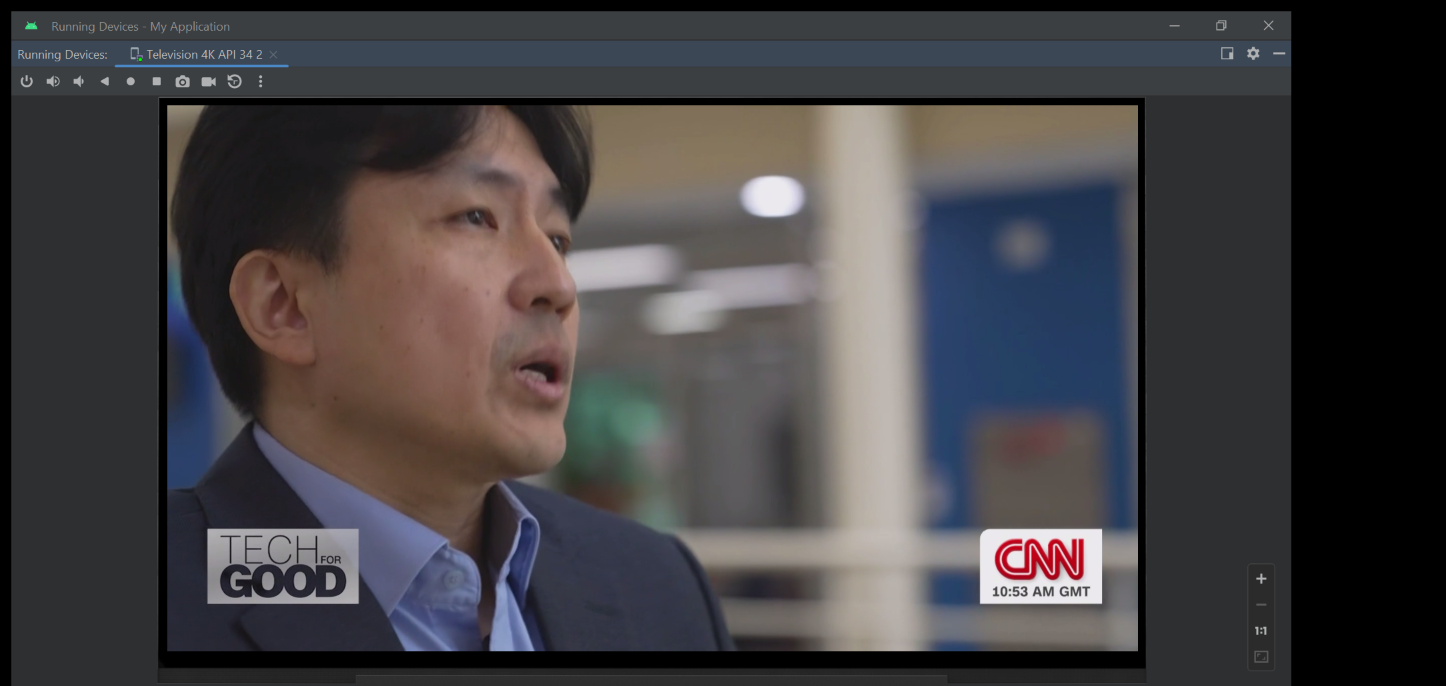 Running Devices - My Application
Running Devices:
Television 4K API 34 2
TECH FOR
GOOD
CNN
10:53 AM GMT
1:1